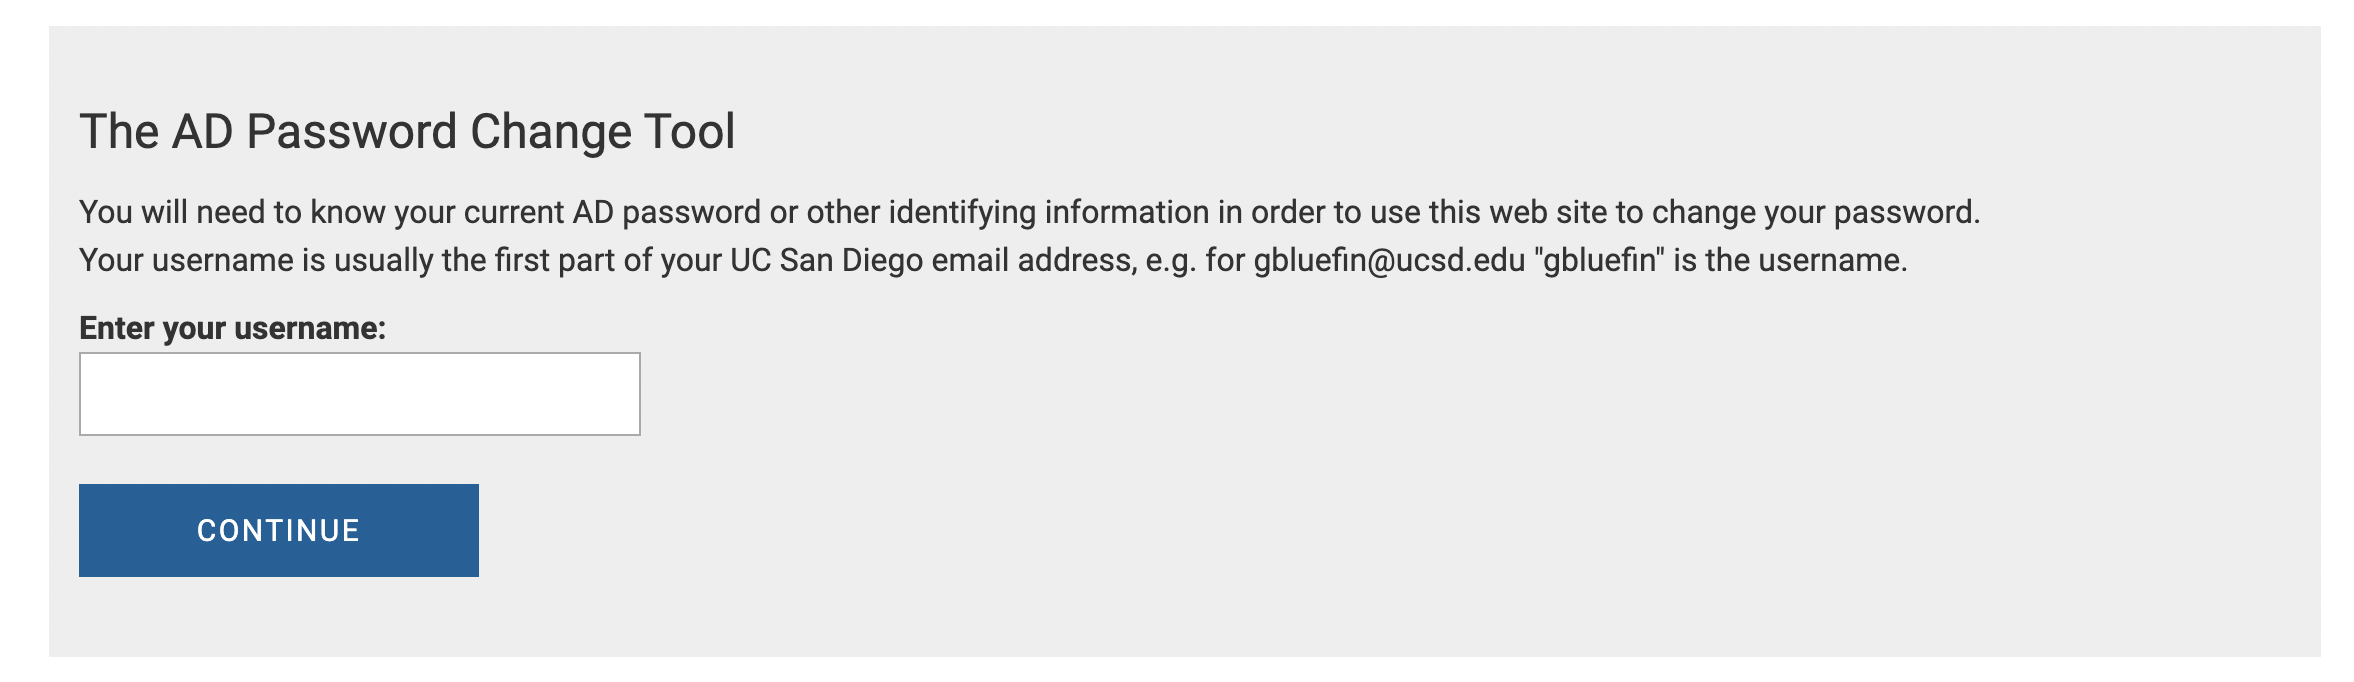 The AD Password Change Tool
You will need to know your current AD password or other identifying information in order to use this web site to change your password.
Your username is usually the first part of your UC San Diego email address, e.g. for gbluefin@ucsd.edu "gbluefin" is the username.
Enter your username:
CONTINUE